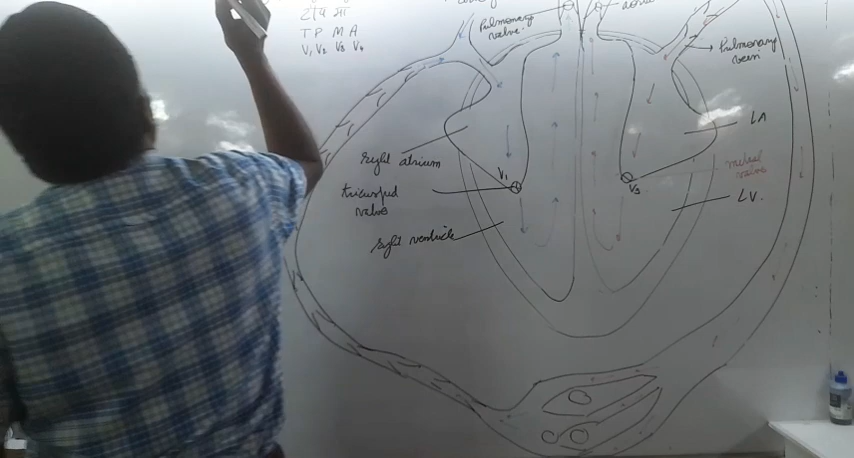 टीप मा
T P M A
V₁ V₂ V₃ V₄
Pulmonary
valve.
aorta
Pulmonary
vein
LA
right atrium
V₁
V₃
tricuspid
valve
LV.
right ventricle
valve